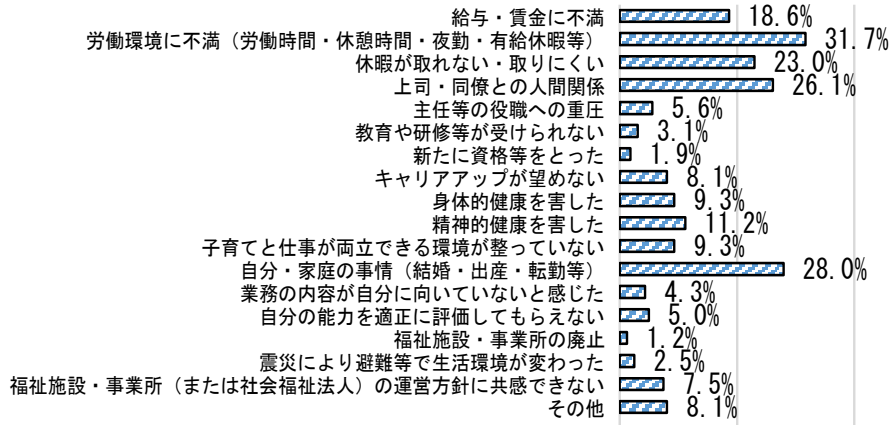 給与・賃金に不満 18.6%
労働環境に不満（労働時間・休憩時間・夜勤・有給休暇等） 31.7%
休暇が取れない・取りにくい 23.0%
上司・同僚との人間関係 26.1%
主任等の役職への重圧 5.6%
教育や研修等が受けられない 3.1%
新たに資格等をとった 1.9%
キャリアアップが望めない 8.1%
身体的健康を害した 9.3%
精神的健康を害した 11.2%
子育てと仕事が両立できる環境が整っていない 9.3%
自分・家庭の事情（結婚・出産・転勤等） 28.0%
業務の内容が自分に向いていないと感じた 4.3%
自分の能力を適正に評価してもらえない 5.0%
福祉施設・事業所の廃止 1.2%
震災により避難等で生活環境が変わった 2.5%
福祉施設・事業所（または社会福祉法人）の運営方針に共感できない 7.5%
その他 8.1%